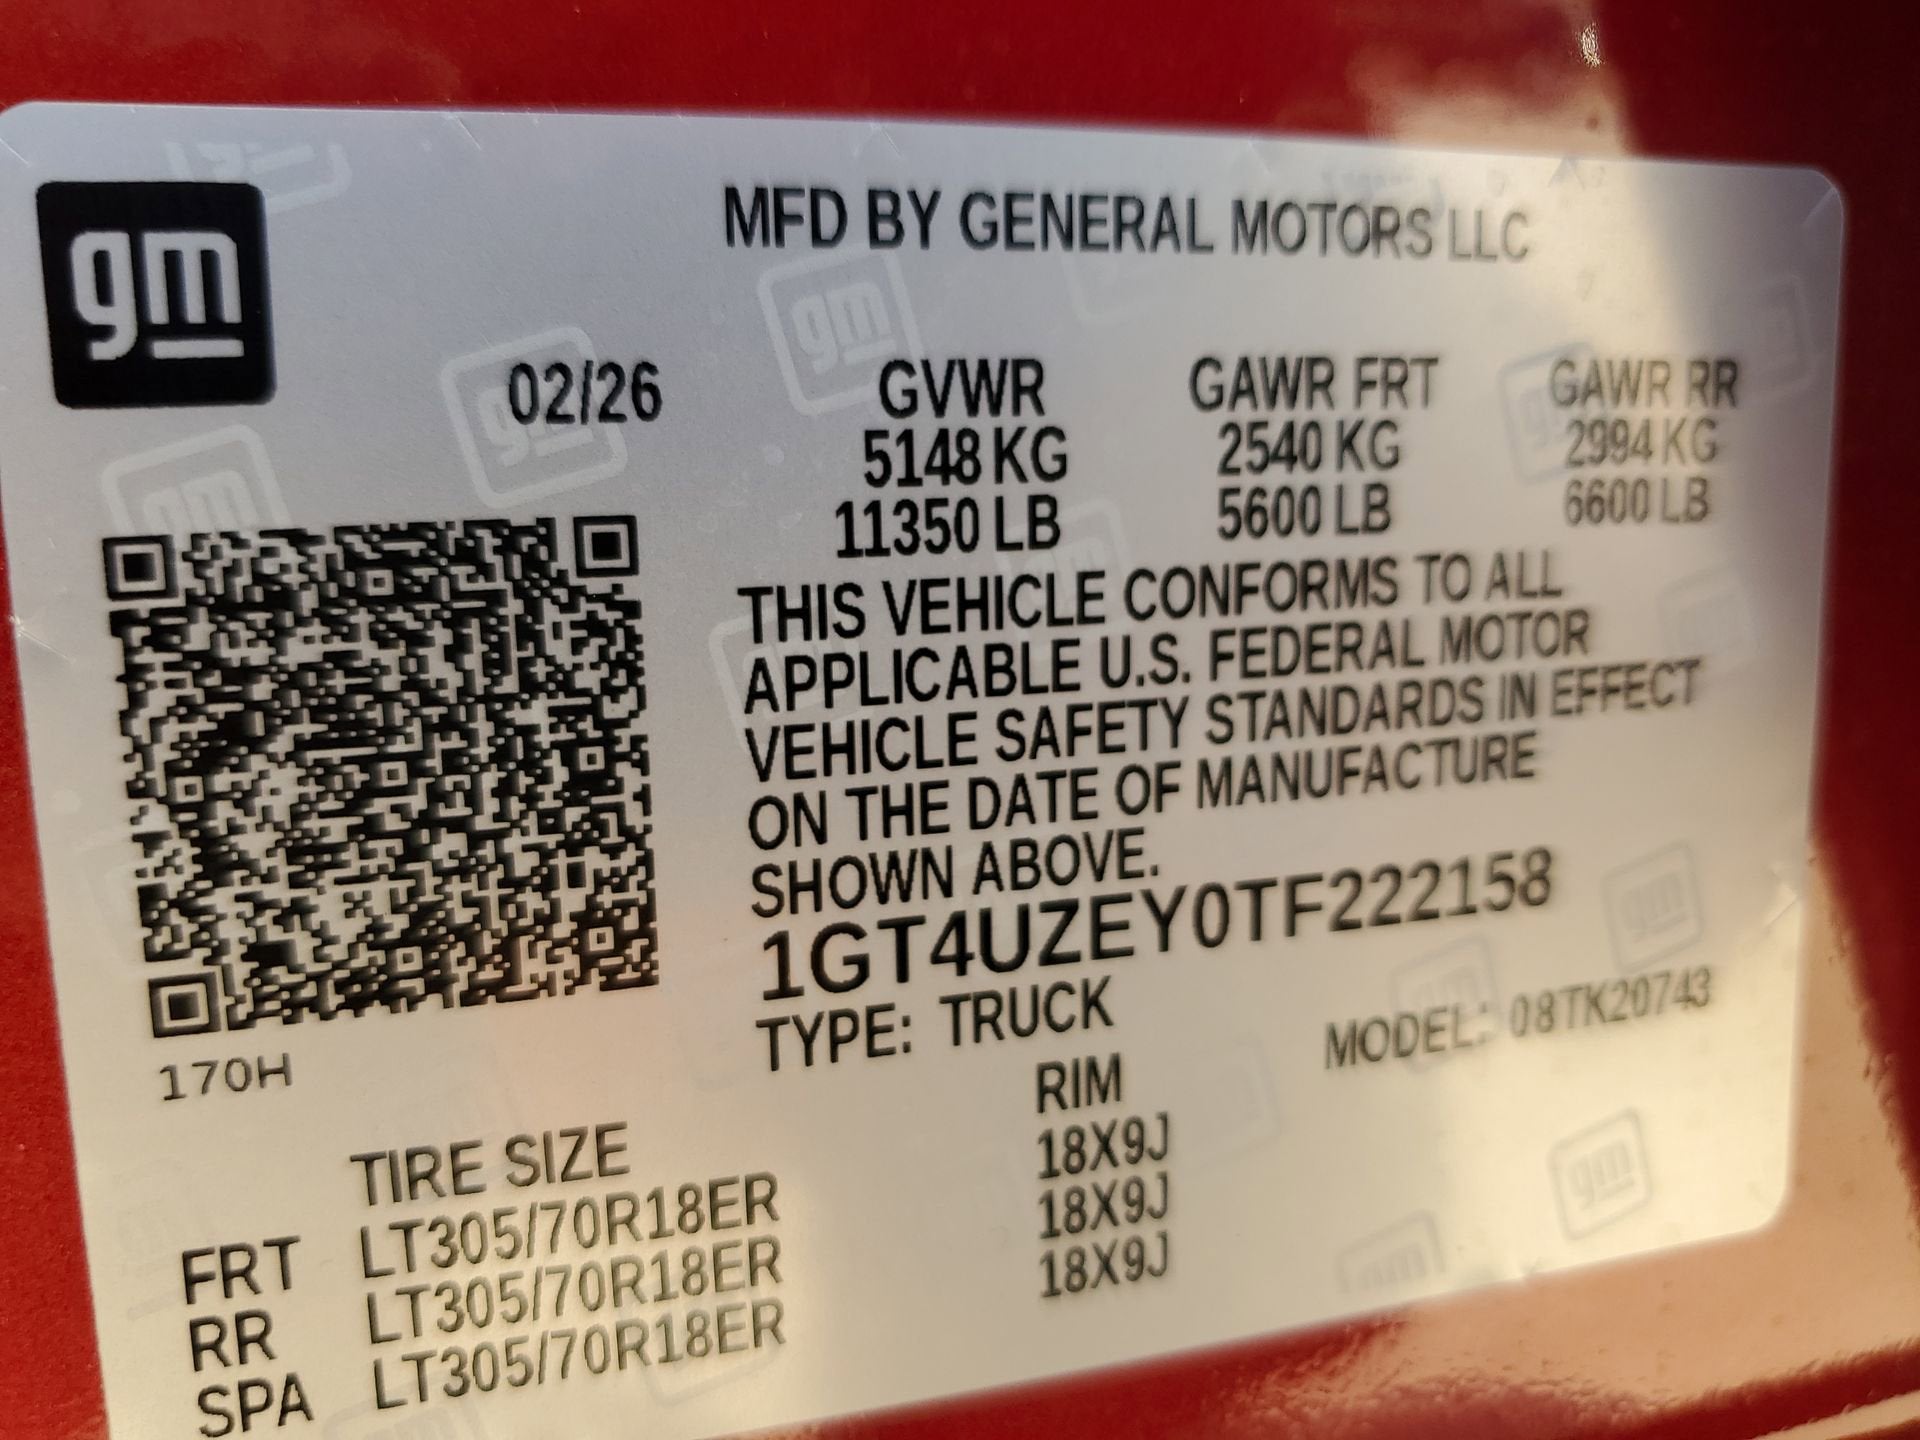 gm
MFD BY GENERAL MOTORS LLC
02/26 GVWR GAWR FRT GAWR RR
5148 KG 2540 KG 2994 KG
11350 LB 5600 LB 6600 LB
THIS VEHICLE CONFORMS TO ALL
APPLICABLE U.S. FEDERAL MOTOR
VEHICLE SAFETY STANDARDS IN EFFECT
ON THE DATE OF MANUFACTURE
SHOWN ABOVE.
1GT4UZEY0TF222158
TYPE: TRUCK MODEL: 08TK20743
170H
TIRE SIZE RIM
FRT LT305/70R18ER 18X9J
RR LT305/70R18ER 18X9J
SPA LT305/70R18ER 18X9J